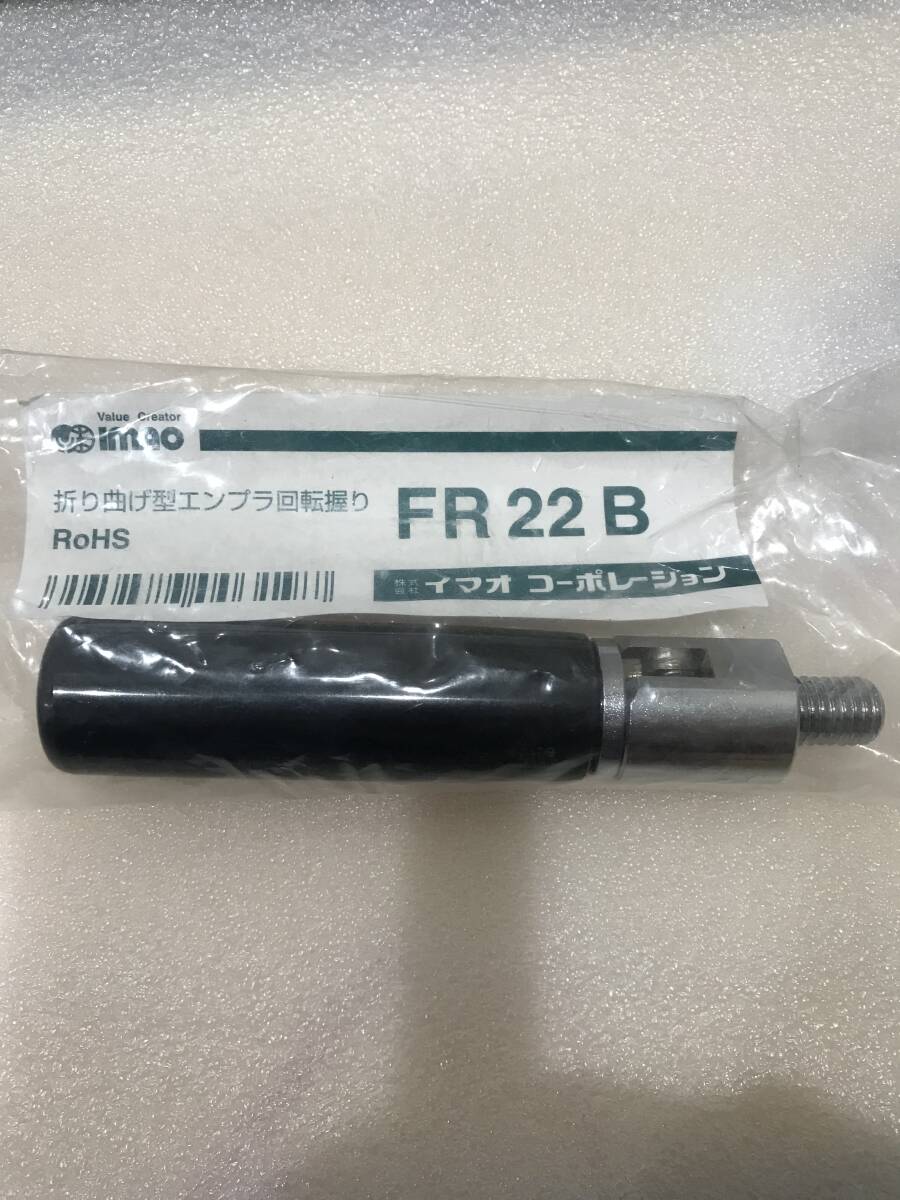 Value Creator
imao
折り曲げ型エンプラ回転握り
FR 22 B
RoHS
株式会社 イマオ コーポレーション